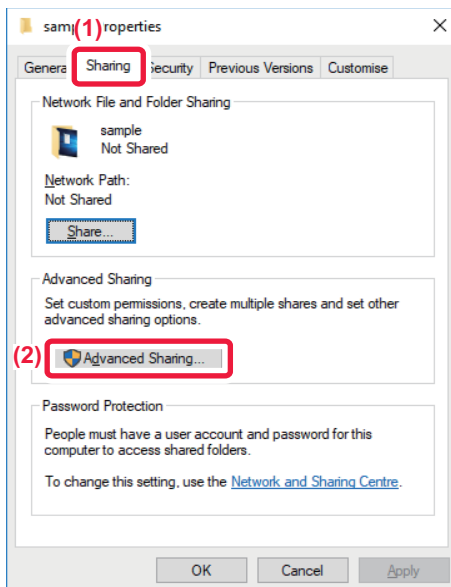 (1)
samp roperties
Genera Sharing ecurity Previous Versions Customise
Network File and Folder Sharing
sample
Not Shared
Network Path:
Not Shared
Share...
Advanced Sharing
Set custom permissions, create multiple shares and set other
advanced sharing options.
(2) Advanced Sharing...
Password Protection
People must have a user account and password for this
computer to access shared folders.
To change this setting, use the Network and Sharing Centre.
OK Cancel Apply